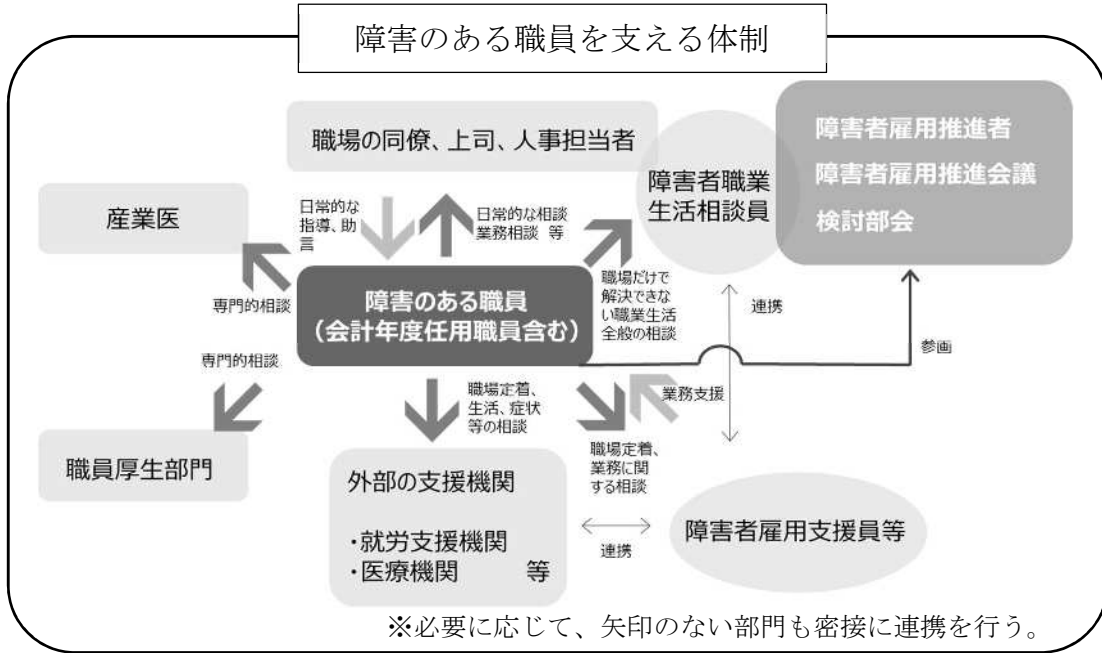 障害のある職員を支える体制
職場の同僚、上司、人事担当者
障害者雇用推進者
障害者雇用推進会議
検討部会
障害者職業
生活相談員
産業医
日常的な
指導、助
言
日常的な相談
業務相談 等
専門的相談
障害のある職員
（会計年度任用職員含む）
職場だけで
解決できな
い職業生活
全般の相談
連携
参画
専門的相談
職場定着、
生活、症状
等の相談
業務支援
職場定着、
業務に関
する相談
職員厚生部門
外部の支援機関
・就労支援機関
・医療機関 等
連携
障害者雇用支援員等
※必要に応じて、矢印のない部門も密接に連携を行う。